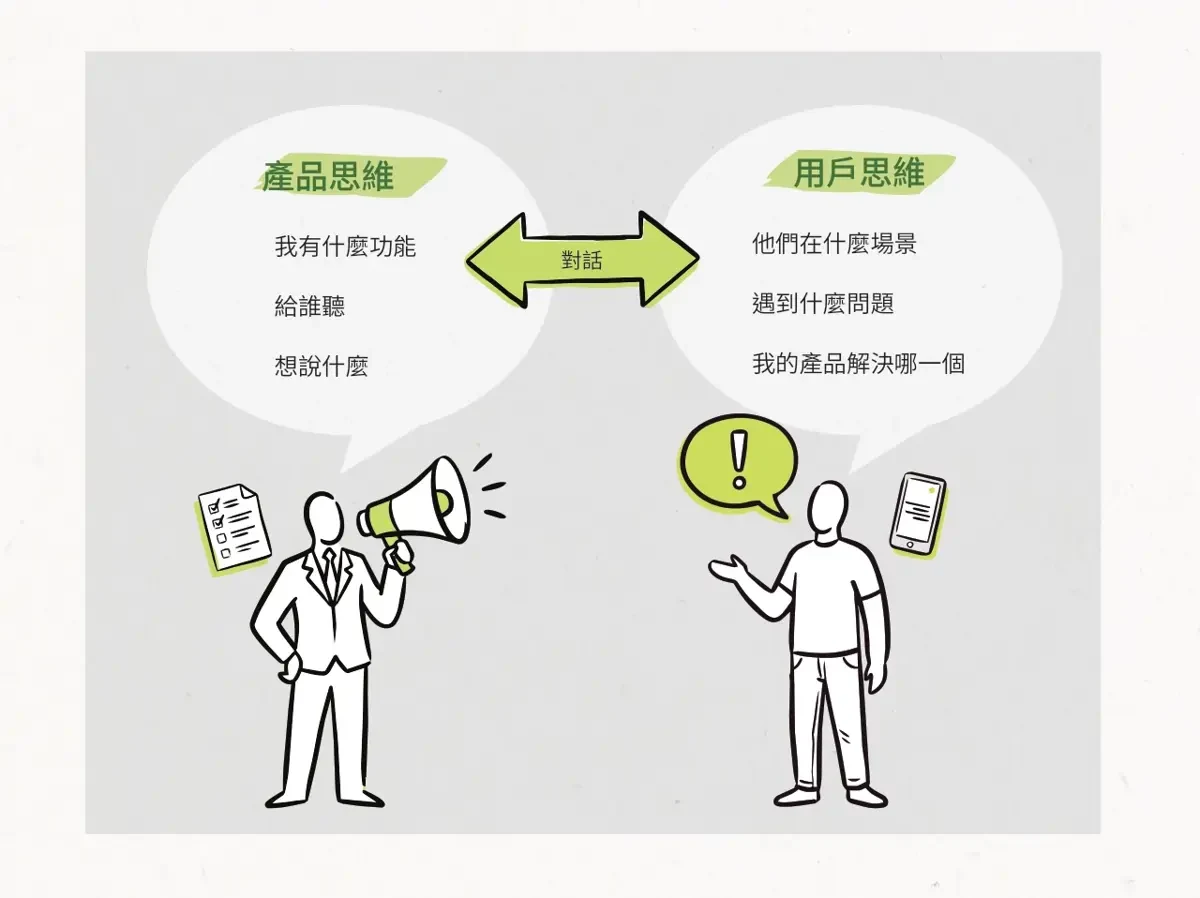 產品思維
我有什麼功能
給誰聽
想說什麼
對話
用戶思維
他們在什麼場景
遇到什麼問題
我的產品解決哪一個